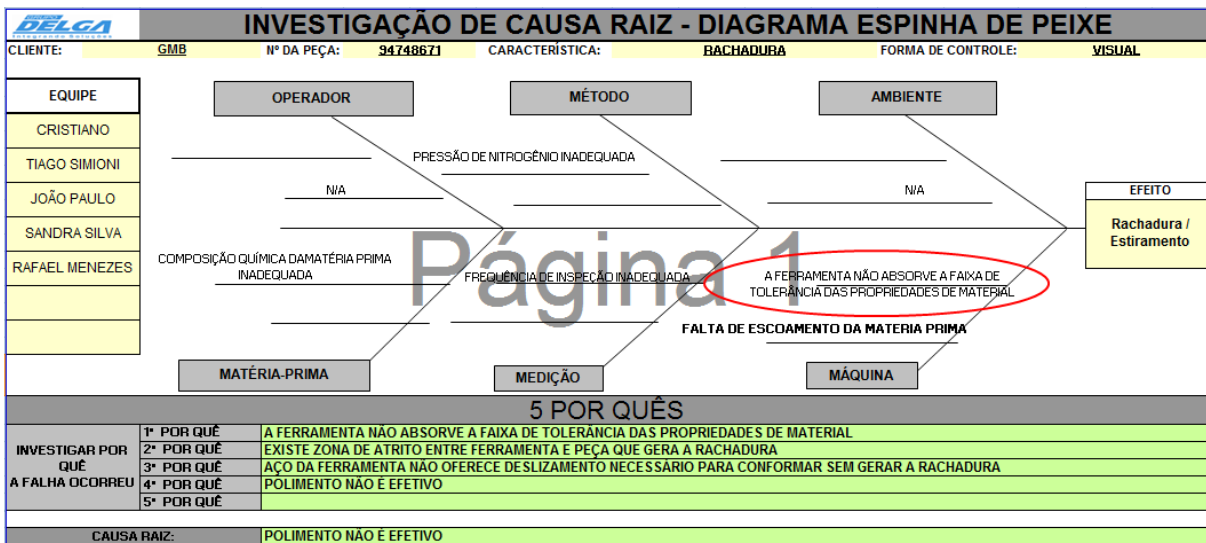 GRUPO
DELGA
Integrando Soluções
INVESTIGAÇÃO DE CAUSA RAIZ - DIAGRAMA ESPINHA DE PEIXE
CLIENTE: GMB Nº DA PEÇA: 94748671 CARACTERÍSTICA: RACHADURA FORMA DE CONTROLE: VISUAL
EQUIPE
CRISTIANO
TIAGO SIMIONI
JOÃO PAULO
SANDRA SILVA
RAFAEL MENEZES
OPERADOR
MÉTODO
AMBIENTE
PRESSÃO DE NITROGÊNIO INADEQUADA
N/A
N/A
EFEITO
Rachadura /
Estiramento
Página 1
COMPOSIÇÃO QUÍMICA DAMATÉRIA PRIMA
INADEQUADA
FREQUÊNCIA DE INSPEÇÃO INADEQUADA
A FERRAMENTA NÃO ABSORVE A FAIXA DE
TOLERÂNCIA DAS PROPRIEDADES DE MATERIAL
FALTA DE ESCOAMENTO DA MATERIA PRIMA
MATÉRIA-PRIMA
MEDIÇÃO
MÁQUINA
5 POR QUÊS
INVESTIGAR POR
QUÊ
A FALHA OCORREU
1º POR QUÊ A FERRAMENTA NÃO ABSORVE A FAIXA DE TOLERÂNCIA DAS PROPRIEDADES DE MATERIAL
2º POR QUÊ EXISTE ZONA DE ATRITO ENTRE FERRAMENTA E PEÇA QUE GERA A RACHADURA
3º POR QUÊ AÇO DA FERRAMENTA NÃO OFERECE DESLIZAMENTO NECESSÁRIO PARA CONFORMAR SEM GERAR A RACHADURA
4º POR QUÊ POLIMENTO NÃO É EFETIVO
5º POR QUÊ
CAUSA RAIZ: POLIMENTO NÃO É EFETIVO